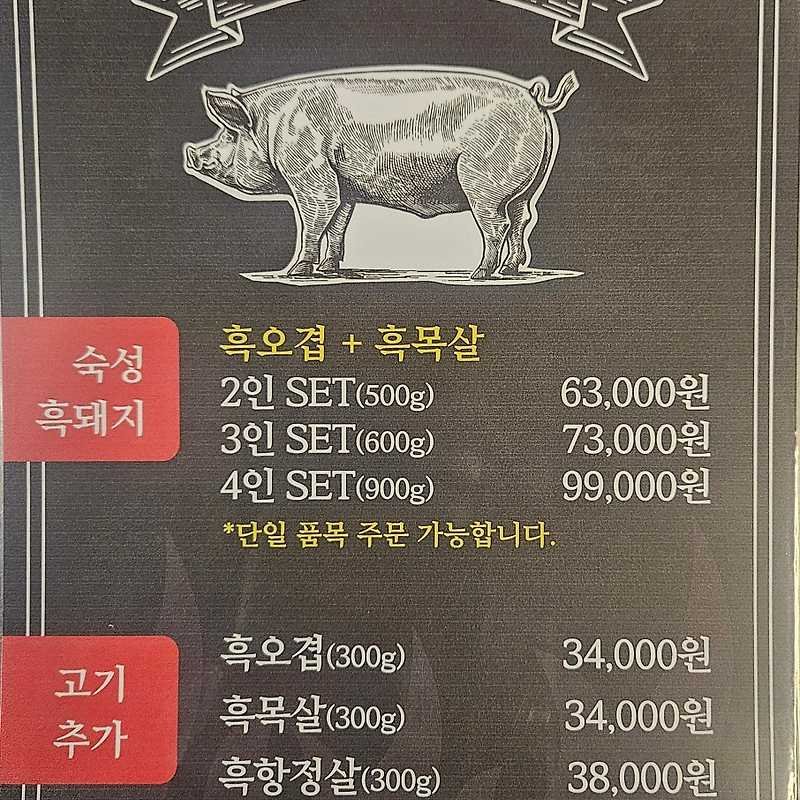 숙성
흑돼지
흑오겹 + 흑목살
2인 SET(500g) 63,000원
3인 SET(600g) 73,000원
4인 SET(900g) 99,000원
*단일 품목 주문 가능합니다.
고기
추가
흑오겹(300g) 34,000원
흑목살(300g) 34,000원
흑항정살(300g) 38,000원